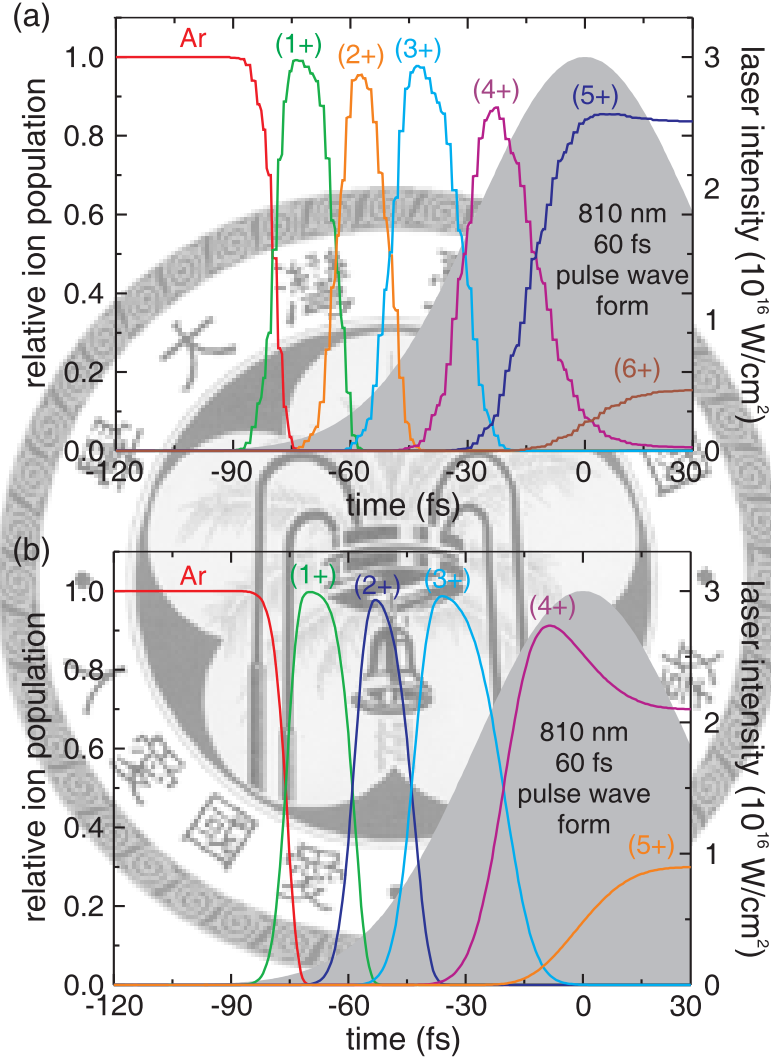 (a)
Ar
(1+)
(2+)
(3+)
(4+)
(5+)
(6+)
810 nm
60 fs
pulse wave
form
relative ion population
1.0
0.8
0.6
0.4
0.2
0.0
laser intensity (10^16 W/cm^2)
3
2
1
0
-120 -90 -60 -30 0 30
time (fs)
大
灣
(b)
Ar
(1+)
(2+)
(3+)
(4+)
(5+)
810 nm
60 fs
pulse wave
form
relative ion population
1.0
0.8
0.6
0.4
0.2
0.0
laser intensity (10^16 W/cm^2)
3
2
1
0
-120 -90 -60 -30 0 30
time (fs)